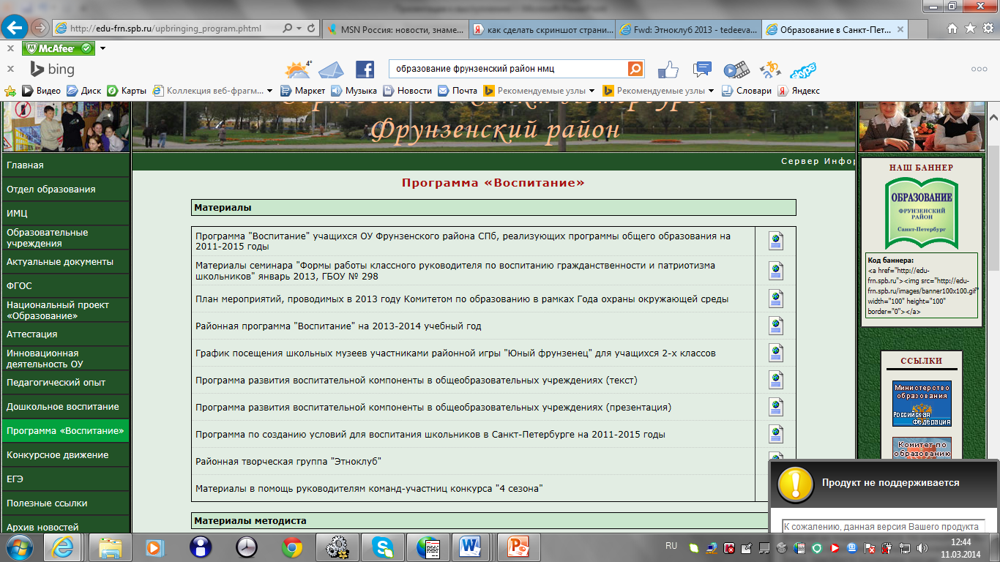 http://edu-frn.spb.ru/upbringing_program.phtml
MSN Россия: новости, знаме...
как сделать скриншот страни...
Fwd: Этноклуб 2013 - tedeeva...
Образование в Санкт-Пет...
McAfee
bing
4°
образование фрунзенский район нмц
skype
Видео
Диск
Карты
Коллекция веб-фрагм...
Маркет
Музыка
Новости
Почта
Рекомендуемые узлы
Рекомендуемые узлы
Словари
Яндекс
Фрунзенский район
Сервер Инфор
Главная
Отдел образования
ИМЦ
Образовательные
учреждения
Актуальные документы
ФГОС
Национальный проект
«Образование»
Аттестация
Инновационная
деятельность ОУ
Педагогический опыт
Дошкольное воспитание
Программа «Воспитание»
Конкурсное движение
ЕГЭ
Полезные ссылки
Архив новостей
Программа «Воспитание»
Материалы
Программа "Воспитание" учащихся ОУ Фрунзенского района СПб, реализующих программы общего образования на
2011-2015 годы
Материалы семинара "Формы работы классного руководителя по воспитанию гражданственности и патриотизма
школьников" январь 2013, ГБОУ № 298
План мероприятий, проводимых в 2013 году Комитетом по образованию в рамках Года охраны окружающей среды
Районная программа "Воспитание" на 2013-2014 учебный год
График посещения школьных музеев участниками районной игры "Юный фрунзенец" для учащихся 2-х классов
Программа развития воспитательной компоненты в общеобразовательных учреждениях (текст)
Программа развития воспитательной компоненты в общеобразовательных учреждениях (презентация)
Программа по созданию условий для воспитания школьников в Санкт-Петербурге на 2011-2015 годы
Районная творческая группа "Этноклуб"
Материалы в помощь руководителям команд-участниц конкурса "4 сезона"
Материалы методиста
НАШ БАННЕР
ОБРАЗОВАНИЕ
ФРУНЗЕНСКИЙ
РАЙОН
Санкт-Петербург
Код баннера:
<a href="http://edu-
frn.spb.ru"><img src="http://edu-
frn.spb.ru/images/banner100x100.gif"
width="100" height="100"
border="0"></a>
ССЫЛКИ
Министерство
образования
Российская
Федерация
Комитет по
образованию
Продукт не поддерживается
К сожалению, данная версия Вашего продукта
RU
12:44
11.03.2014